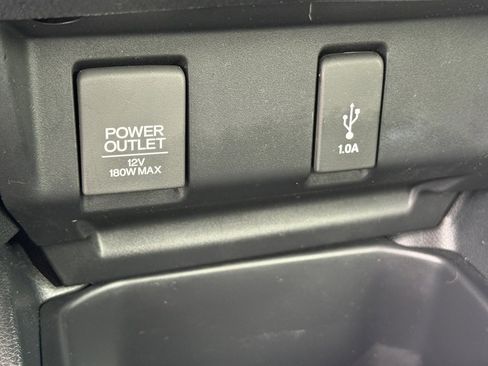 POWER
OUTLET
12V
180W MAX
1.0A